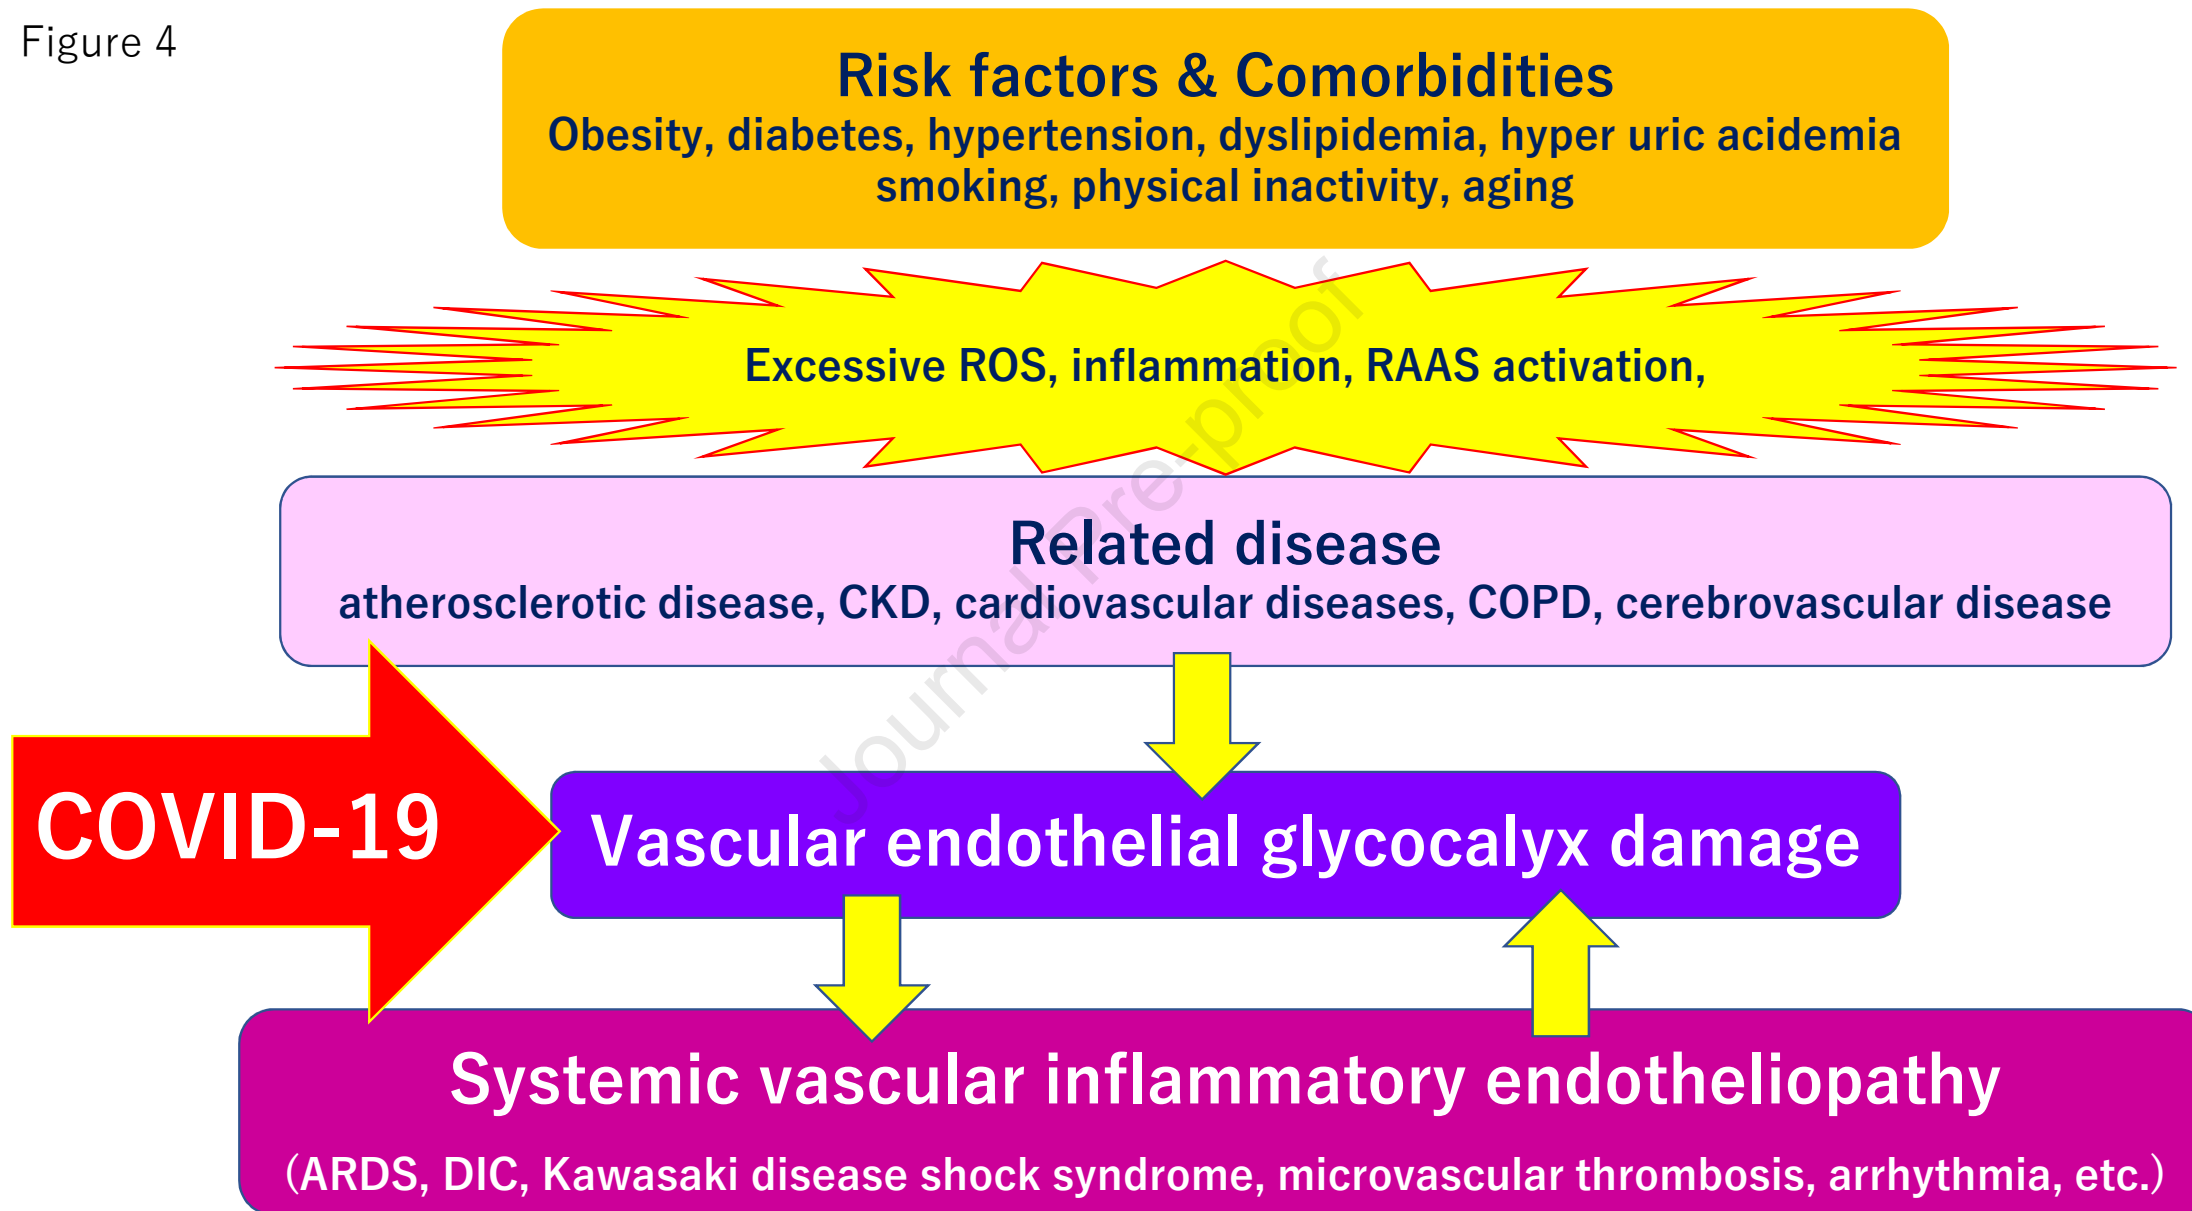 Figure 4
Risk factors & Comorbidities
Obesity, diabetes, hypertension, dyslipidemia, hyper uric acidemia
smoking, physical inactivity, aging
Excessive ROS, inflammation, RAAS activation,
Related disease
atherosclerotic disease, CKD, cardiovascular diseases, COPD, cerebrovascular disease
COVID-19
Vascular endothelial glycocalyx damage
Systemic vascular inflammatory endotheliopathy
(ARDS, DIC, Kawasaki disease shock syndrome, microvascular thrombosis, arrhythmia, etc.)
Journal Pre-proof